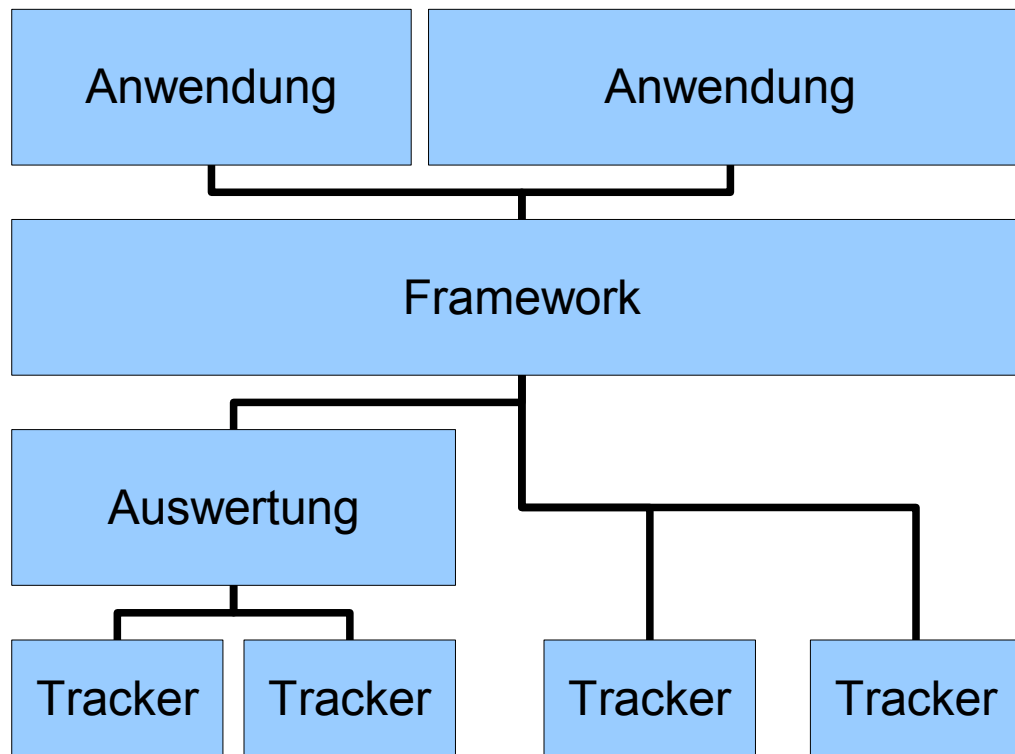 Anwendung
Anwendung
Framework
Auswertung
Tracker
Tracker
Tracker
Tracker